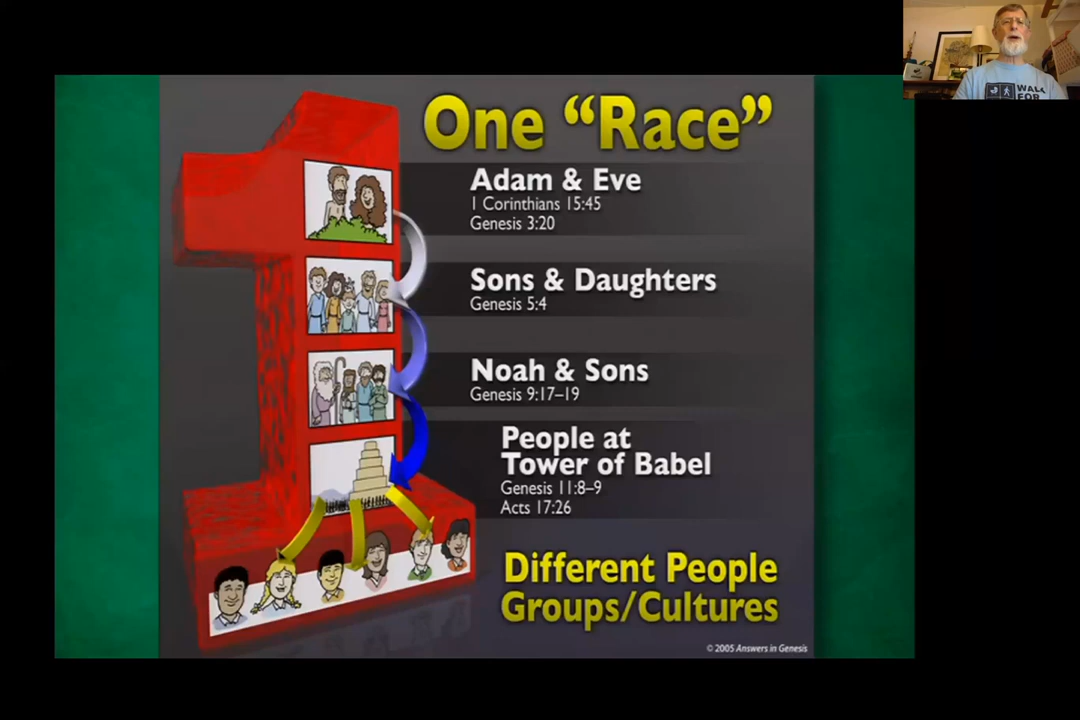 One “Race”
Adam & Eve
1 Corinthians 15:45
Genesis 3:20
Sons & Daughters
Genesis 5:4
Noah & Sons
Genesis 9:17–19
People at
Tower of Babel
Genesis 11:8–9
Acts 17:26
Different People
Groups/Cultures
© 2005 Answers in Genesis
WALK
FOR